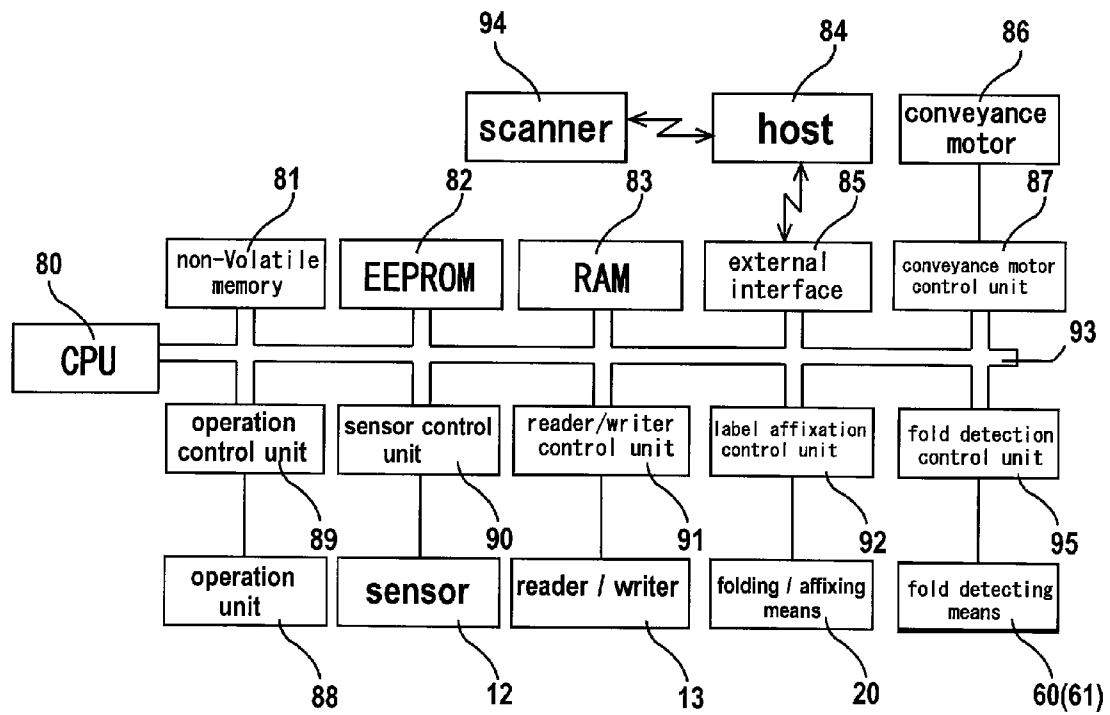 94
84
86
scanner
host
conveyance
motor
81
82
83
85
87
non-Volatile
memory
EEPROM
RAM
external
interface
conveyance motor
control unit
80
CPU
93
operation
control unit
sensor control
unit
reader/writer
control unit
label affixation
control unit
fold detection
control unit
89
90
91
92
95
operation
unit
sensor
reader / writer
folding / affixing
means
fold detecting
means
88
12
13
20
60(61)